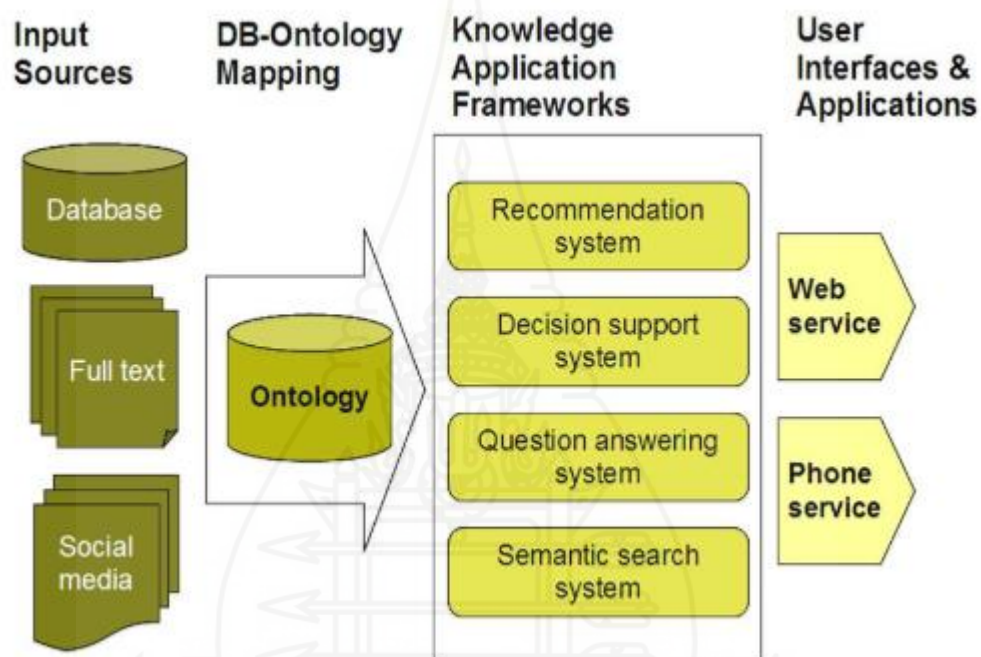 Input
Sources
DB-Ontology
Mapping
Knowledge
Application
Frameworks
User
Interfaces &
Applications
Database
Full text
Social
media
Ontology
Recommendation
system
Decision support
system
Question answering
system
Semantic search
system
Web
service
Phone
service